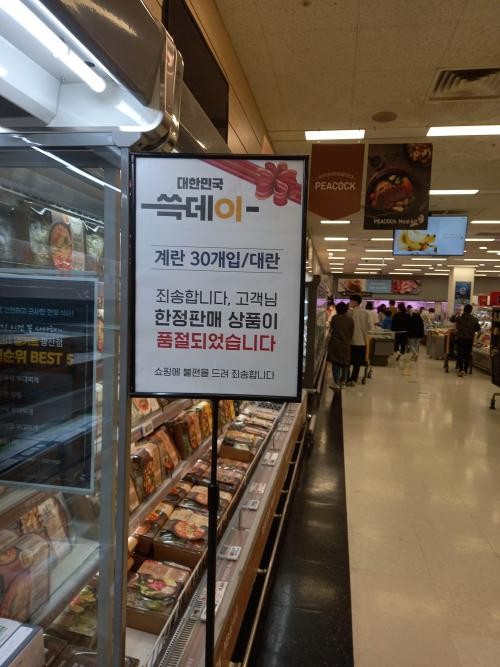 대한민국
쓱데이
계란 30개입/대란
죄송합니다, 고객님
한정판매 상품이
품절되었습니다
쇼핑에 불편을 드려 죄송합니다
PEACOCK
PEACOCK Meal-kit
순위 BEST 5